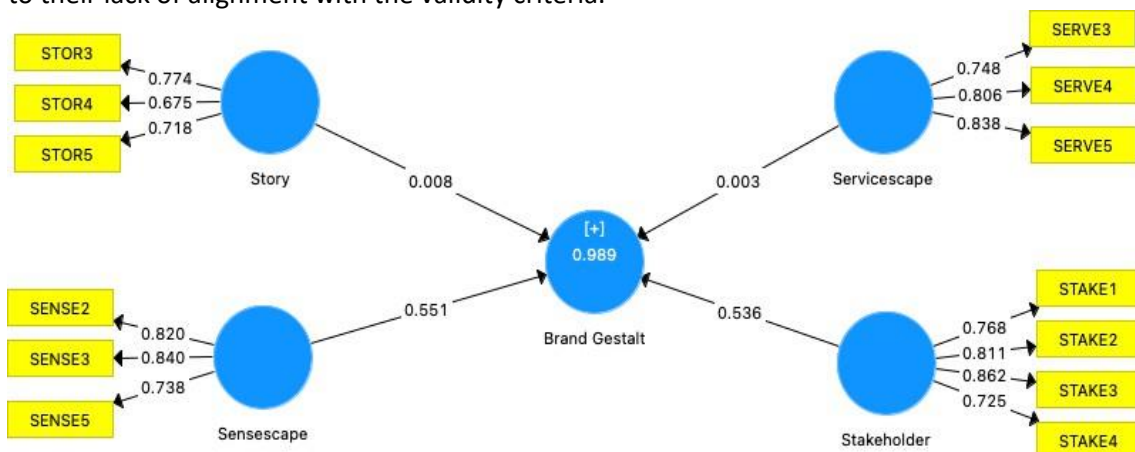 to their lack of alignment with the validity criteria.
STOR3
STOR4
STOR5
0.774
0.675
0.718
Story
0.008
SERVE3
SERVE4
SERVE5
0.748
0.806
0.838
Servicescape
0.003
[+]
0.989
Brand Gestalt
SENSE2
SENSE3
SENSE5
0.820
0.840
0.738
Sensescape
0.551
STAKE1
STAKE2
STAKE3
STAKE4
0.768
0.811
0.862
0.725
Stakeholder
0.536